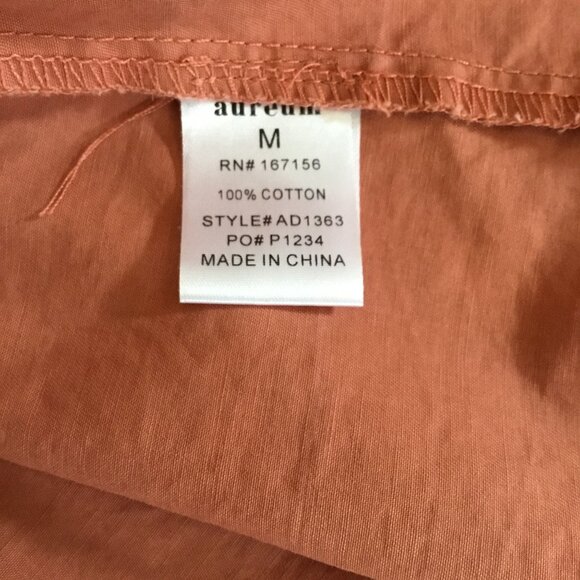 aureum
M
RN# 167156
100% COTTON
STYLE# AD1363
PO# P1234
MADE IN CHINA